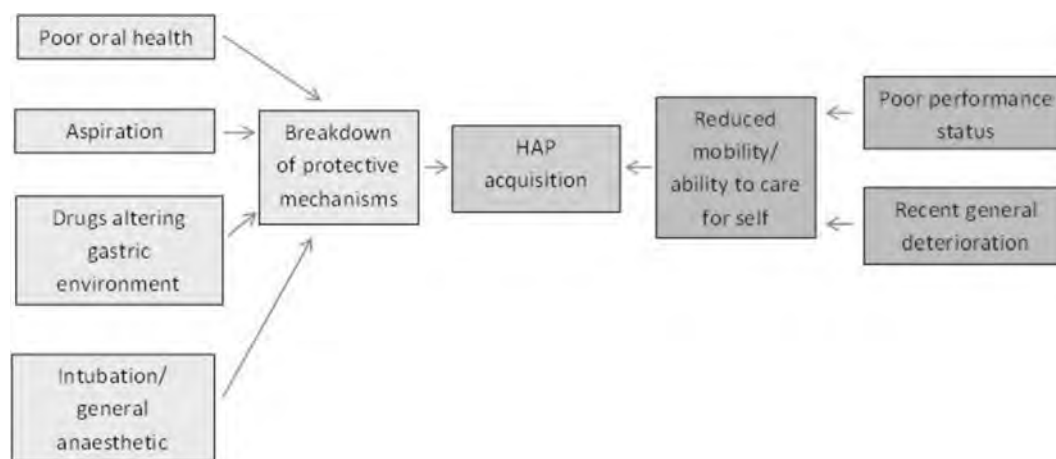 Poor oral health
Aspiration
Drugs altering
gastric
environment
Intubation/
general
anaesthetic
Breakdown
of protective
mechanisms
HAP
acquisition
Reduced
mobility/
ability to care
for self
Poor performance
status
Recent general
deterioration